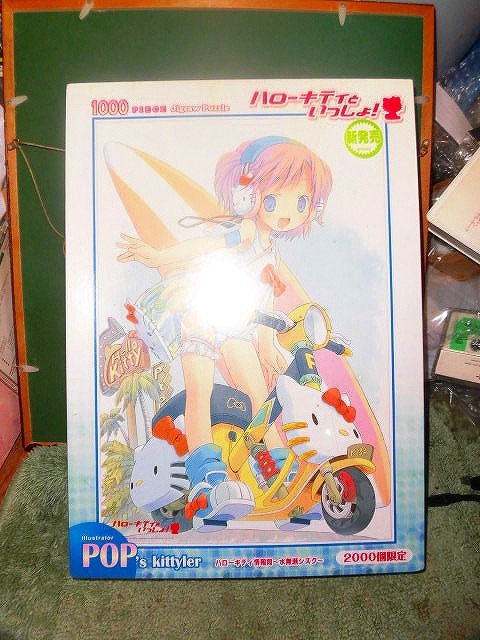 1000 PIECE Jigsaw Puzzle
ハローキティと
いっしょ!
新発売
Hello
Kitty
ハローキティといっしょ!
Illustrator
POP's kittyler
2000個限定